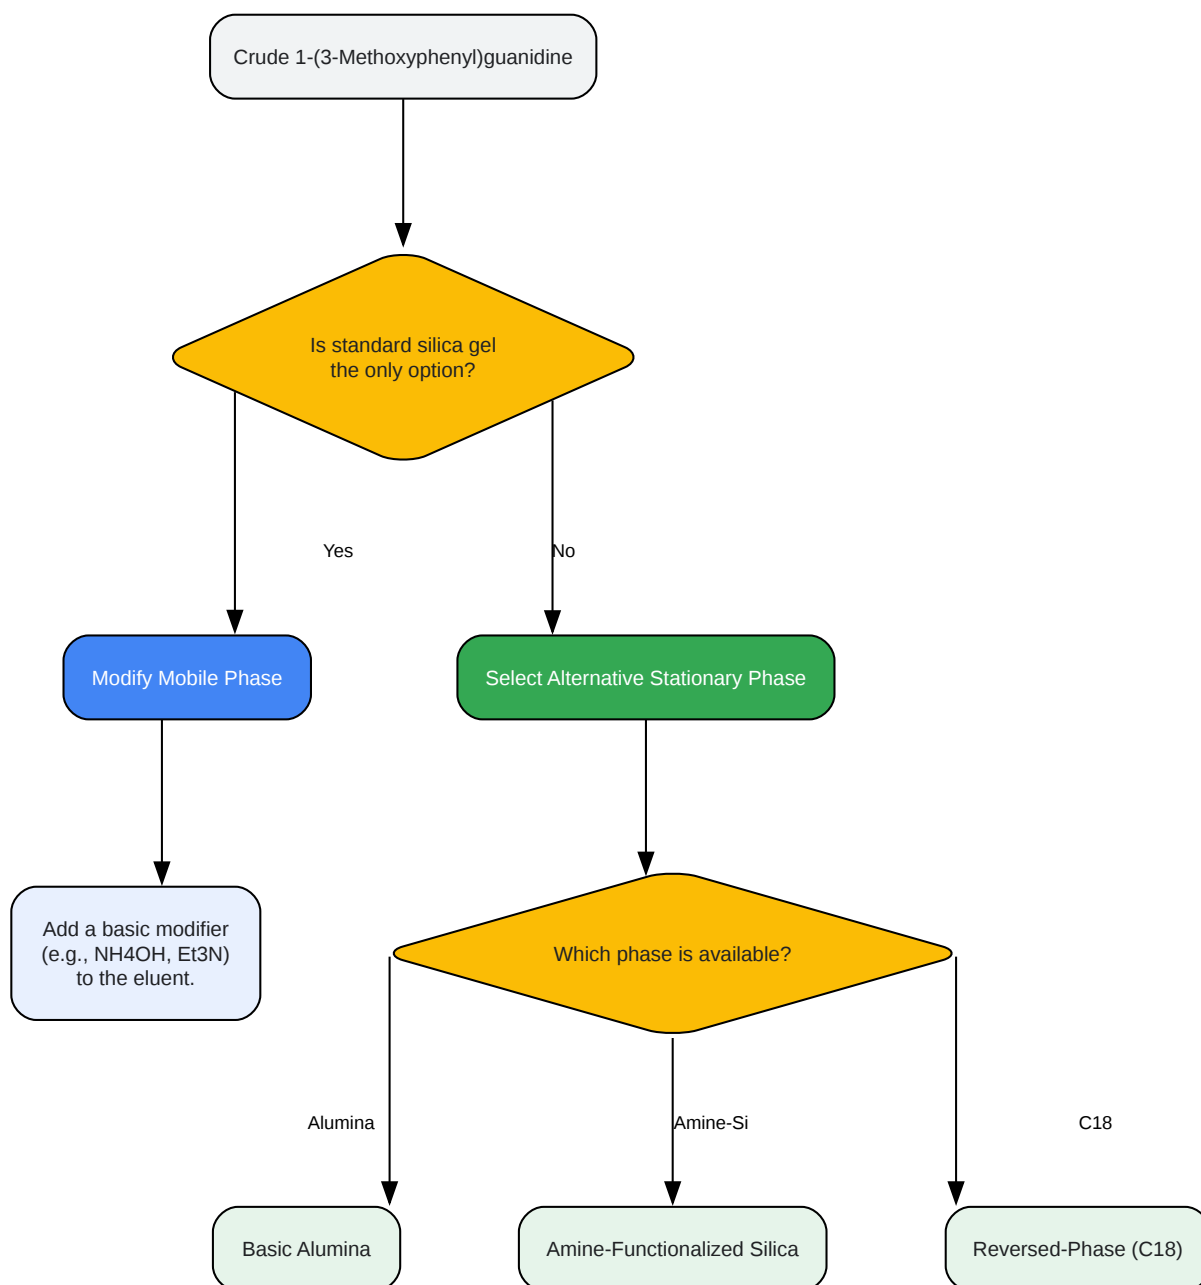 Crude 1-(3-Methoxyphenyl)guanidine
Is standard silica gel
the only option?
Yes
No
Modify Mobile Phase
Select Alternative Stationary Phase
Add a basic modifier
(e.g., NH4OH, Et3N)
to the eluent.
Which phase is available?
Alumina
Amine-Si
C18
Basic Alumina
Amine-Functionalized Silica
Reversed-Phase (C18)